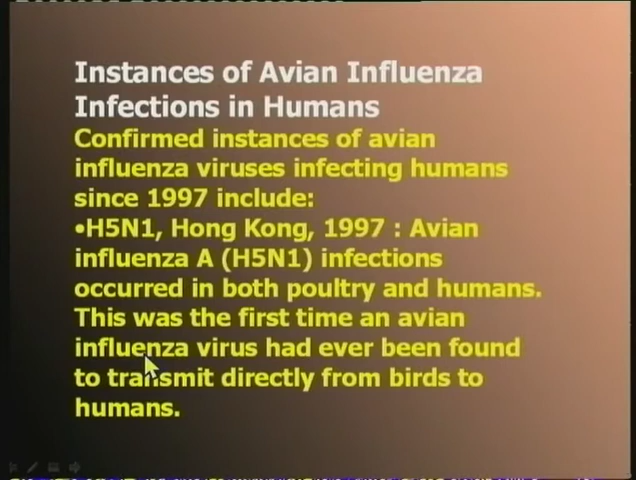 Instances of Avian Influenza
Infections in Humans
Confirmed instances of avian
influenza viruses infecting humans
since 1997 include:
•H5N1, Hong Kong, 1997 : Avian
influenza A (H5N1) infections
occurred in both poultry and humans.
This was the first time an avian
influenza virus had ever been found
to transmit directly from birds to
humans.